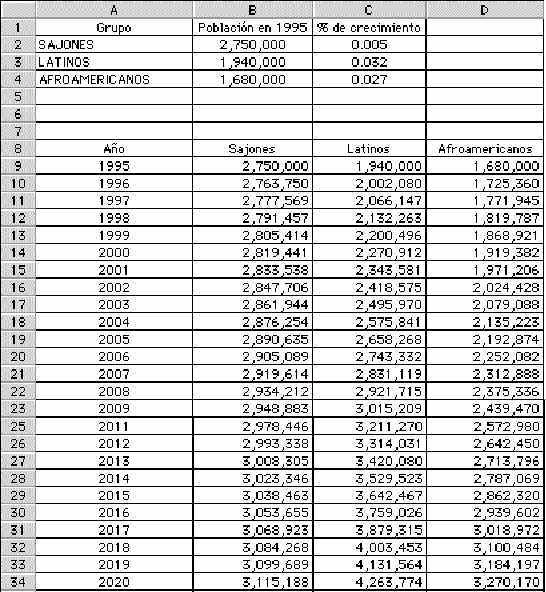 A B C D
1 Grupo Población en 1995 % de crecimiento
2 SAJONES 2,750,000 0.005
3 LATINOS 1,940,000 0.032
4 AFROAMERICANOS 1,680,000 0.027
5
6
7
8 Año Sajones Latinos Afroamericanos
9 1995 2,750,000 1,940,000 1,680,000
10 1996 2,763,750 2,002,080 1,725,360
11 1997 2,777,569 2,066,147 1,771,945
12 1998 2,791,457 2,132,263 1,819,787
13 1999 2,805,414 2,200,496 1,868,921
14 2000 2,819,441 2,270,912 1,919,382
15 2001 2,833,538 2,343,581 1,971,206
16 2002 2,847,706 2,418,575 2,024,428
17 2003 2,861,944 2,495,970 2,079,088
18 2004 2,876,254 2,575,841 2,135,223
19 2005 2,890,635 2,658,268 2,192,874
20 2006 2,905,089 2,743,332 2,252,082
21 2007 2,919,614 2,831,119 2,312,888
22 2008 2,934,212 2,921,715 2,375,336
23 2009 2,948,883 3,015,209 2,439,470
25 2011 2,978,446 3,211,270 2,572,980
26 2012 2,993,338 3,314,031 2,642,450
27 2013 3,008,305 3,420,080 2,713,796
28 2014 3,023,346 3,529,523 2,787,069
29 2015 3,038,463 3,642,467 2,862,320
30 2016 3,053,655 3,759,026 2,939,602
31 2017 3,068,923 3,879,315 3,018,972
32 2018 3,084,268 4,003,453 3,100,484
33 2019 3,099,689 4,131,564 3,184,197
34 2020 3,115,188 4,263,774 3,270,170